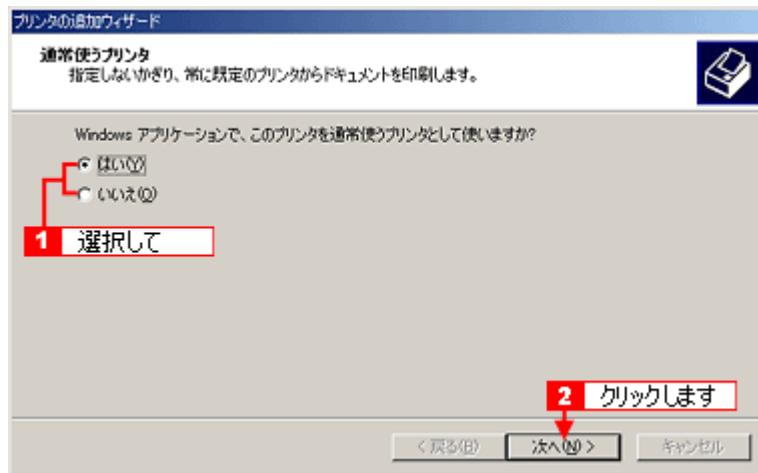 プリンタの追加ウィザード
通常使うプリンタ
指定しないかぎり、常に既定のプリンタからドキュメントを印刷します。
Windows アプリケーションで、このプリンタを通常使うプリンタとして使いますか?
はい(Y)
いいえ(O)
1 選択して
2 クリックします
< 戻る(B)
次へ(N) >
キャンセル